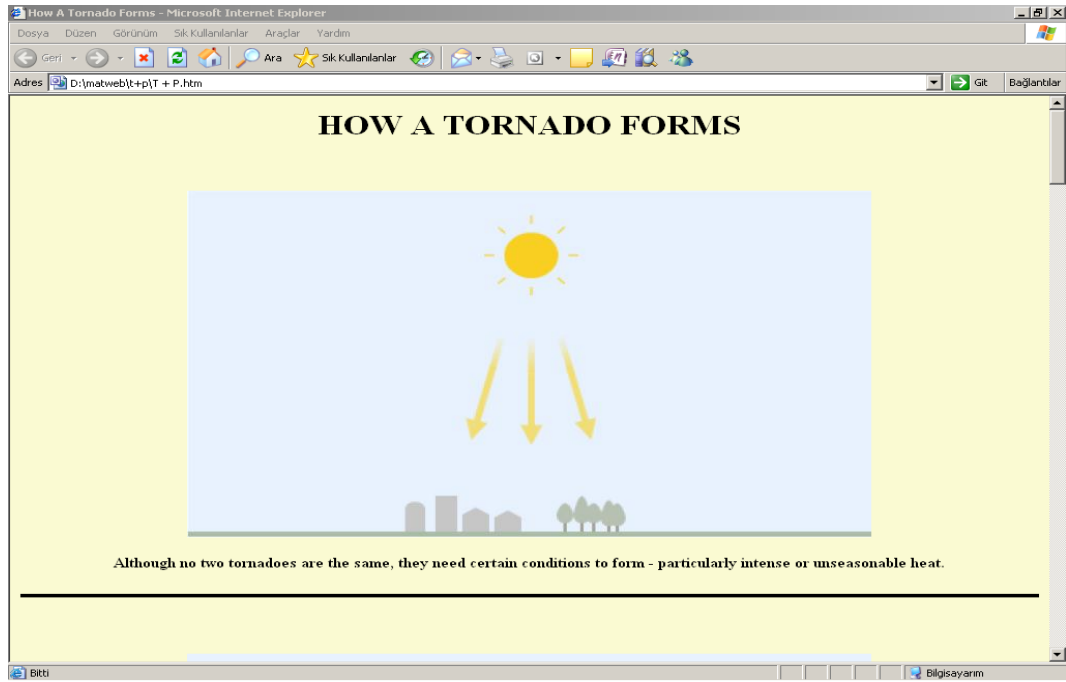 How A Tornado Forms - Microsoft Internet Explorer
Dosya Düzen Görünüm Sık Kullanılanlar Araçlar Yardım
Geri Ara Sık Kullanılanlar
Adres D:\matweb\t+p\T + P.htm Git Bağlantılar
HOW A TORNADO FORMS
Although no two tornadoes are the same, they need certain conditions to form - particularly intense or unseasonable heat.
Bitti Bilgisayarım